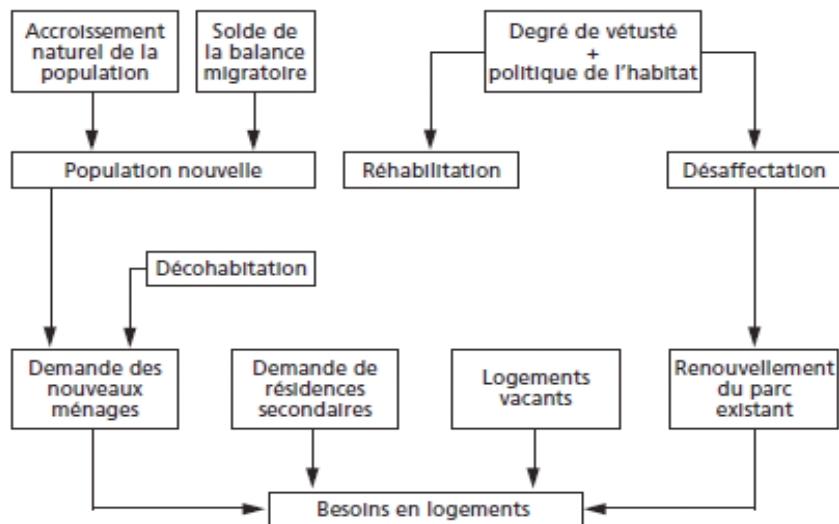 Accroissement
naturel de la
population
Solde de
la balance
migratoire
Degré de vétusté
+
politique de l'habitat
Population nouvelle
Réhabilitation
Désaffectation
Décohabitation
Demande des
nouveaux
ménages
Demande de
résidences
secondaires
Logements
vacants
Renouvellement
du parc
existant
Besoins en logements